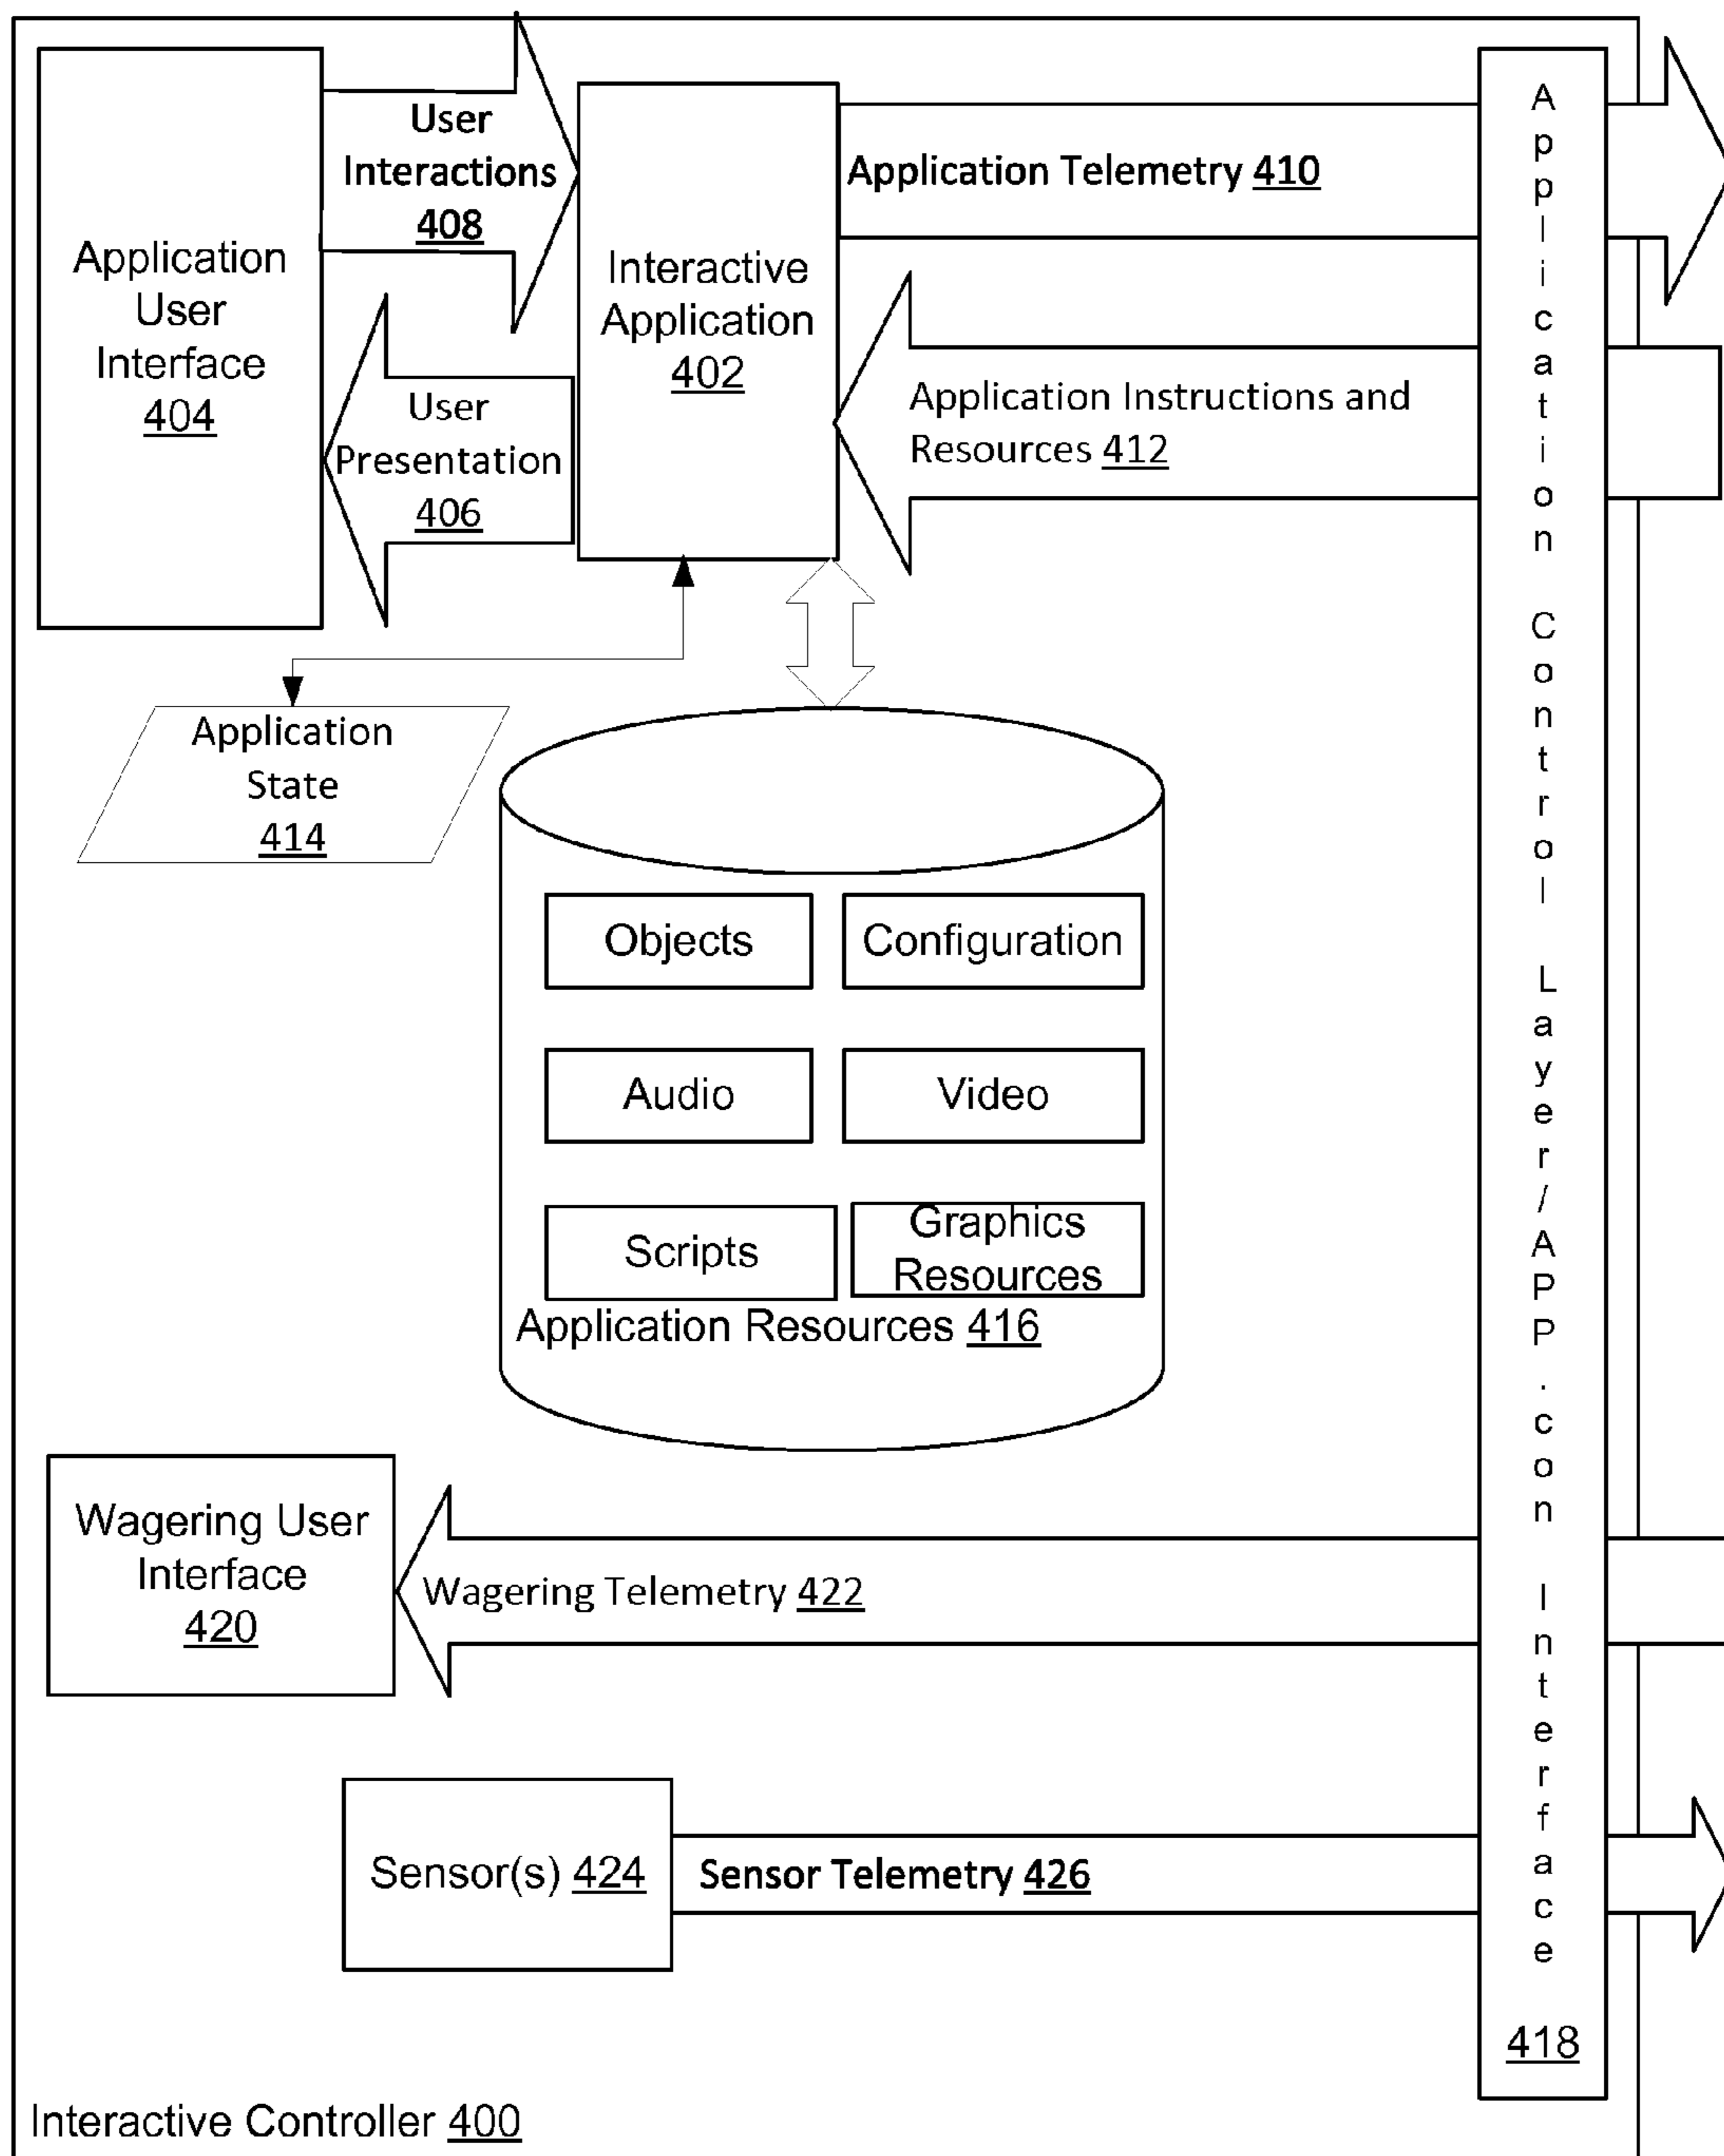 Application
User
Interface
404
User
Interactions
408
User
Presentation
406
Interactive
Application
402
Application Telemetry 410
Application Instructions and
Resources 412
Application
State
414
Objects
Configuration
Audio
Video
Scripts
Graphics
Resources
Application Resources 416
Wagering User
Interface
420
Wagering Telemetry 422
Sensor(s) 424
Sensor Telemetry 426
Application Control Layer/APP.con Interface
418
Interactive Controller 400